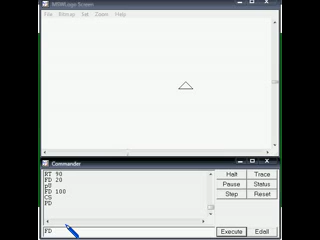 MSWLogo Screen
File Bitmap Set Zoom Help
Commander
RT 90
FD 20
pU
FD 100
CS
PD
Halt Trace
Pause Status
Step Reset
FD
Execute Edall